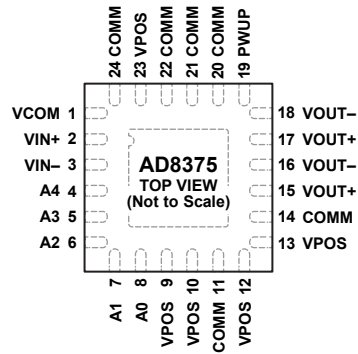 24 COMM
23 VPOS
22 COMM
21 COMM
20 COMM
19 PWUP
VCOM 1
VIN+ 2
VIN– 3
A4 4
A3 5
A2 6
AD8375
TOP VIEW
(Not to Scale)
18 VOUT–
17 VOUT+
16 VOUT–
15 VOUT+
14 COMM
13 VPOS
A1 7
A0 8
VPOS 9
VPOS 10
COMM 11
VPOS 12